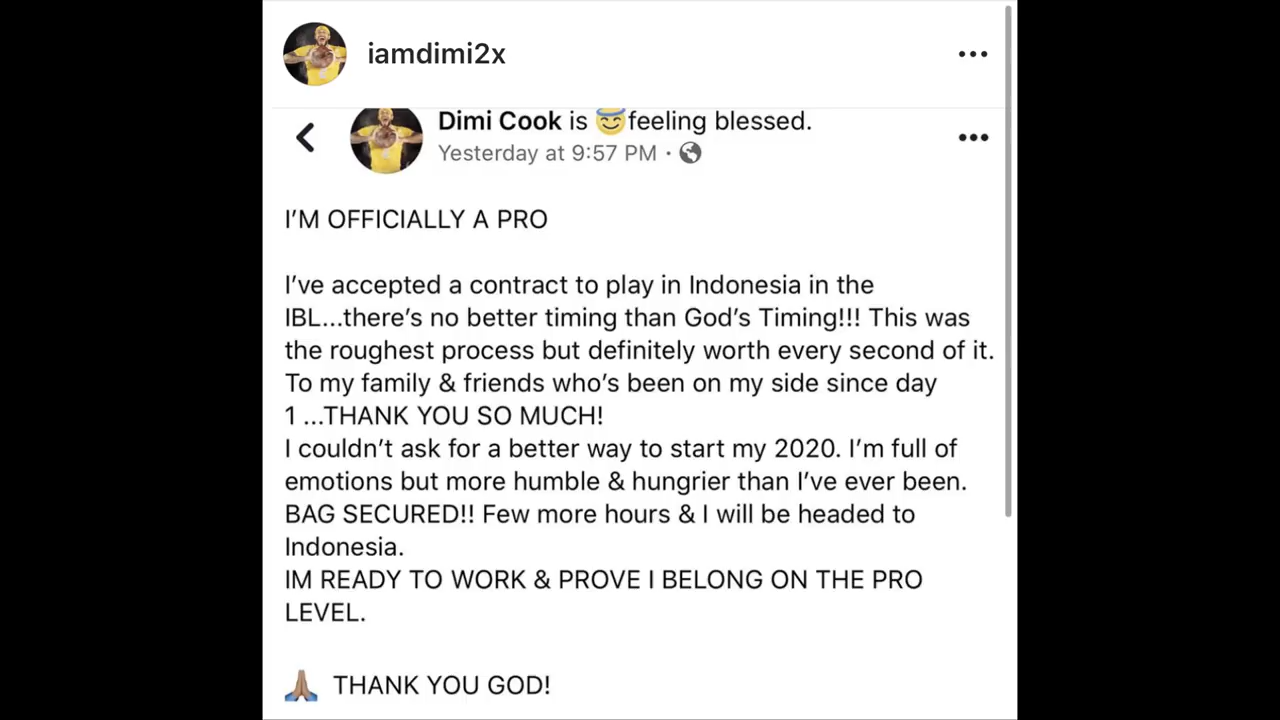 iamdimi2x
Dimi Cook is 😇feeling blessed.
Yesterday at 9:57 PM ·
I’M OFFICIALLY A PRO
I’ve accepted a contract to play in Indonesia in the
IBL...there’s no better timing than God’s Timing!!! This was
the roughest process but definitely worth every second of it.
To my family & friends who’s been on my side since day
1 ...THANK YOU SO MUCH!
I couldn’t ask for a better way to start my 2020. I’m full of
emotions but more humble & hungrier than I’ve ever been.
BAG SECURED!! Few more hours & I will be headed to
Indonesia.
IM READY TO WORK & PROVE I BELONG ON THE PRO
LEVEL.
🙏🏽 THANK YOU GOD!